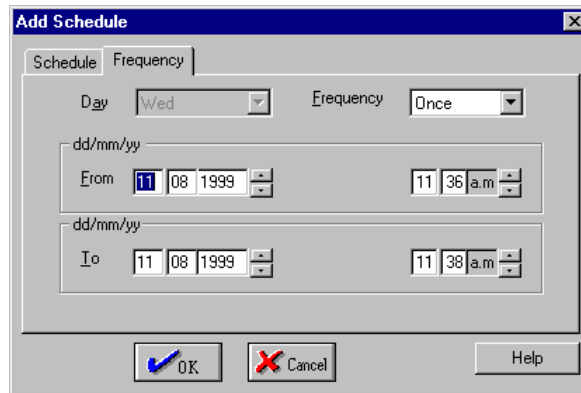 Add Schedule
Schedule Frequency
Day Wed Frequency Once
dd/mm/yy
From 11 08 1999 11 36 a.m
dd/mm/yy
To 11 08 1999 11 38 a.m
OK Cancel Help